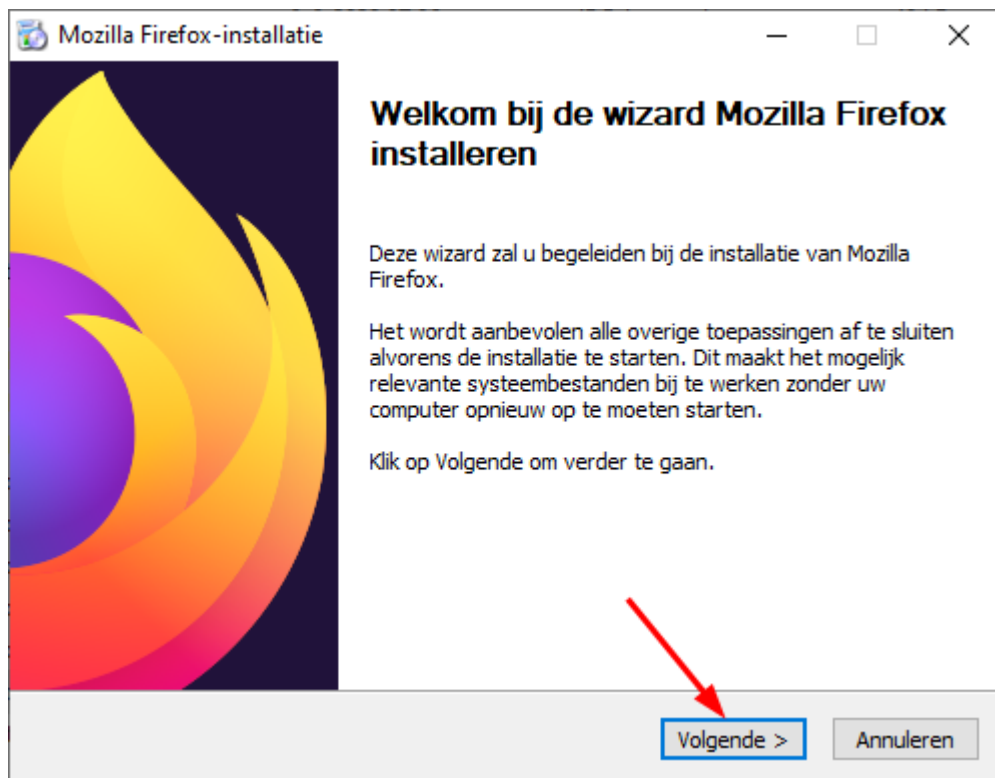 Mozilla Firefox-installatie
Welkom bij de wizard Mozilla Firefox
installeren
Deze wizard zal u begeleiden bij de installatie van Mozilla
Firefox.
Het wordt aanbevolen alle overige toepassingen af te sluiten
alvorens de installatie te starten. Dit maakt het mogelijk
relevante systeembestanden bij te werken zonder uw
computer opnieuw op te moeten starten.
Klik op Volgende om verder te gaan.
Volgende >
Annuleren